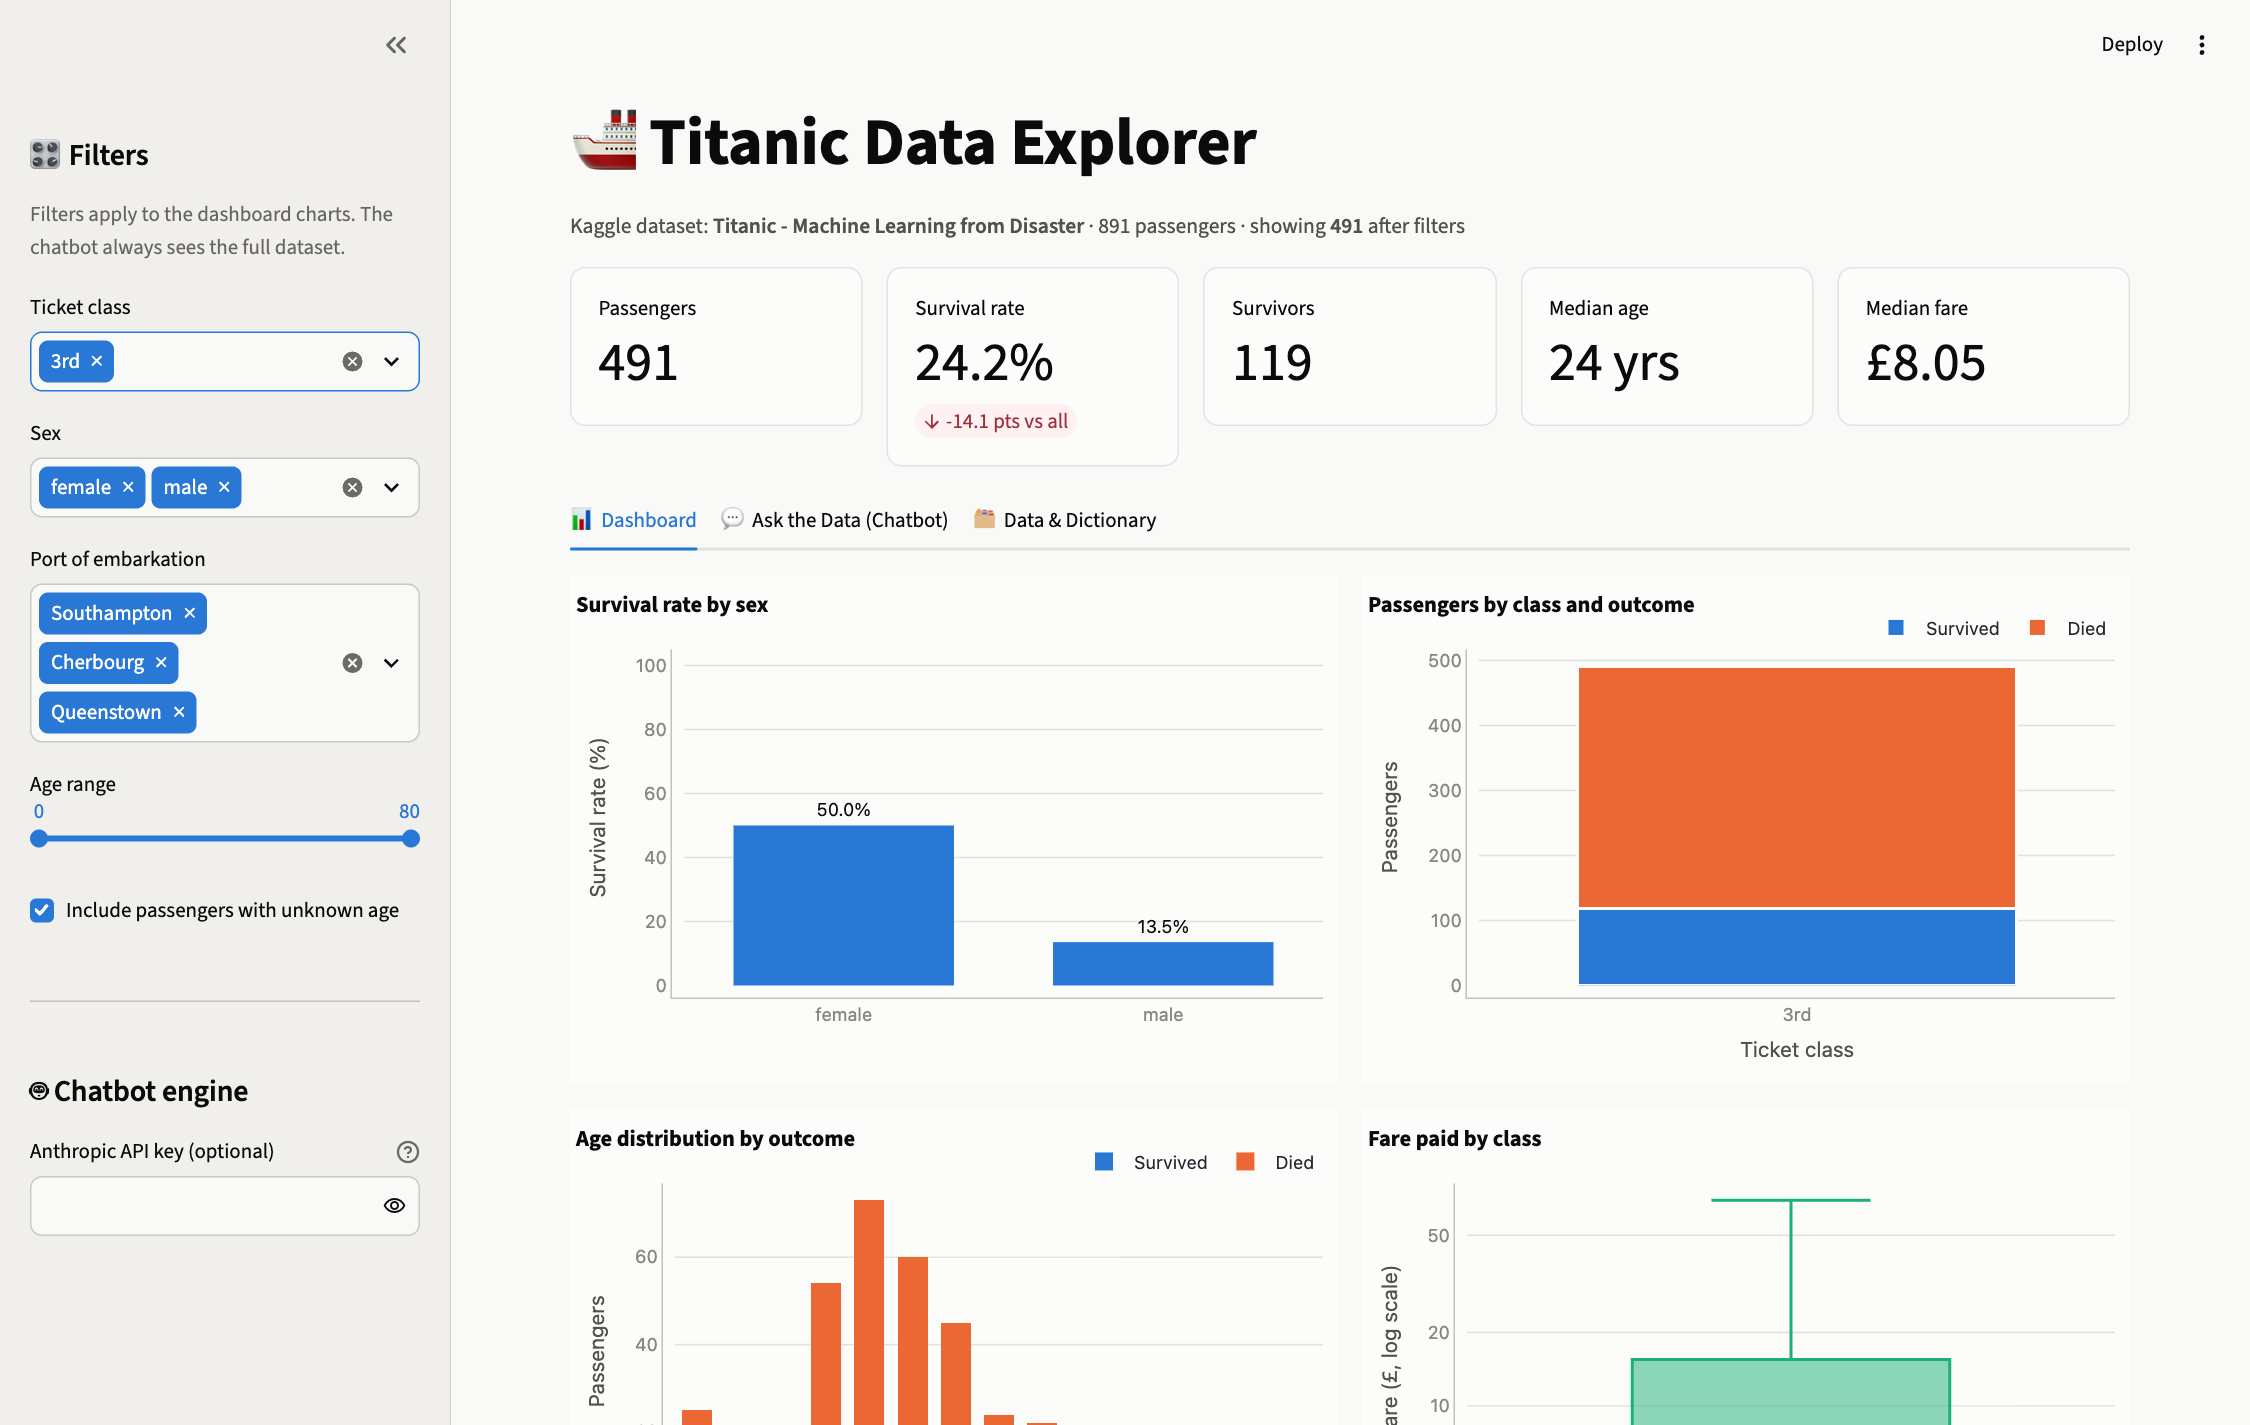 Deploy
Filters
Filters apply to the dashboard charts. The
chatbot always sees the full dataset.
Ticket class
3rd
Sex
female
male
Port of embarkation
Southampton
Cherbourg
Queenstown
Age range
0
80
Include passengers with unknown age
Chatbot engine
Anthropic API key (optional)
Titanic Data Explorer
Kaggle dataset: Titanic - Machine Learning from Disaster · 891 passengers · showing 491 after filters
Passengers
491
Survival rate
24.2%
↓ -14.1 pts vs all
Survivors
119
Median age
24 yrs
Median fare
£8.05
Dashboard
Ask the Data (Chatbot)
Data & Dictionary
Survival rate by sex
Survival rate (%)
100
80
60
40
20
0
50.0%
13.5%
female
male
Passengers by class and outcome
Survived
Died
Passengers
500
400
300
200
100
0
3rd
Ticket class
Age distribution by outcome
Survived
Died
Passengers
60
40
Fare paid by class
are (£, log scale)
50
20
10